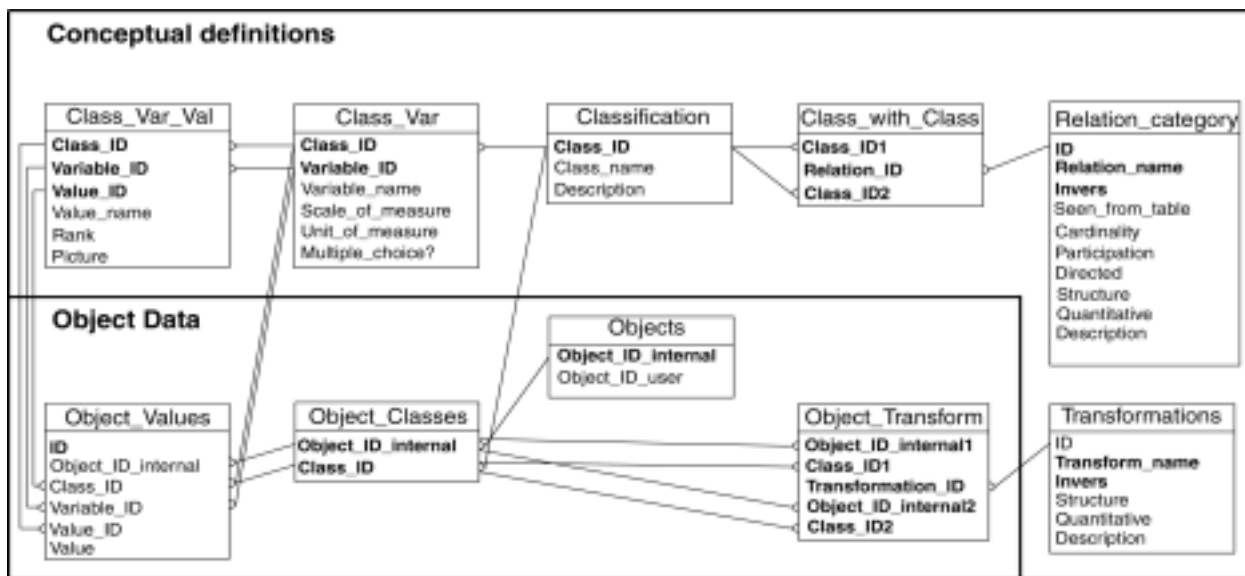 Conceptual definitions
Class_Var_Val
Class_ID
Variable_ID
Value_ID
Value_name
Rank
Picture
Class_Var
Class_ID
Variable_ID
Variable_name
Scale_of_measure
Unit_of_measure
Multiple_choice?
Classification
Class_ID
Class_name
Description
Class_with_Class
Class_ID1
Relation_ID
Class_ID2
Relation_category
ID
Relation_name
Invers
Seen_from_table
Cardinality
Participation
Directed
Structure
Quantitative
Description
Object Data
Object_Values
ID
Object_ID_internal
Class_ID
Variable_ID
Value_ID
Value
Object_Classes
Object_ID_internal
Class_ID
Objects
Object_ID_internal
Object_ID_user
Object_Transform
Object_ID_internal1
Class_ID1
Transformation_ID
Object_ID_internal2
Class_ID2
Transformations
ID
Transform_name
Invers
Structure
Quantitative
Description